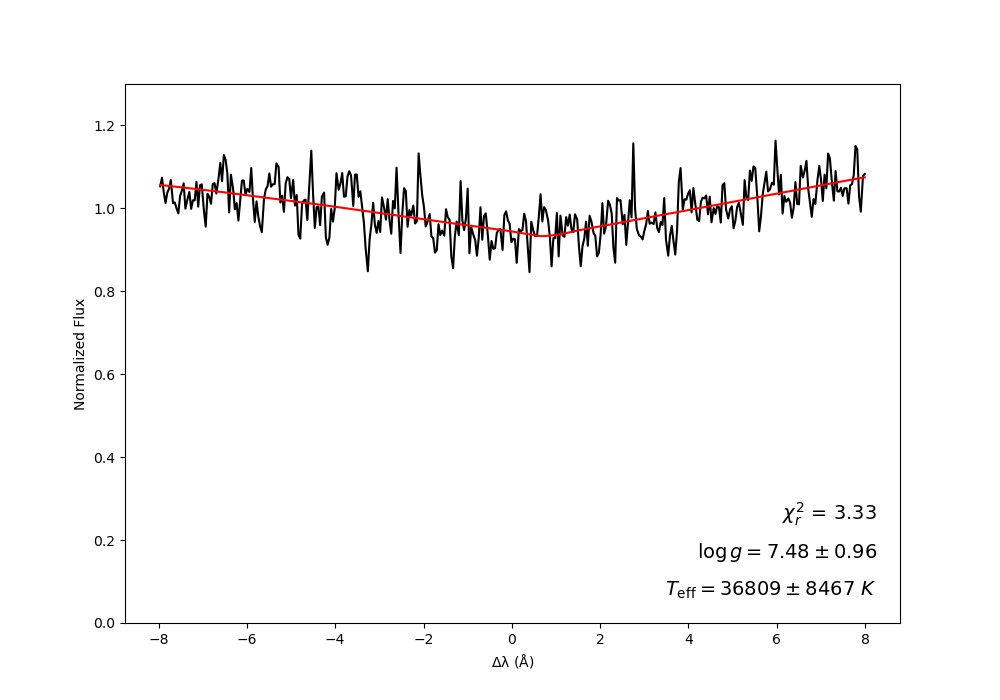 1.2
1.0
0.8
0.6
0.4
0.2
0.0
Normalized Flux
χ²ᵣ = 3.33
log g = 7.48 ± 0.96
T_eff = 36809 ± 8467 K
−8 −6 −4 −2 0 2 4 6 8
Δλ (Å)